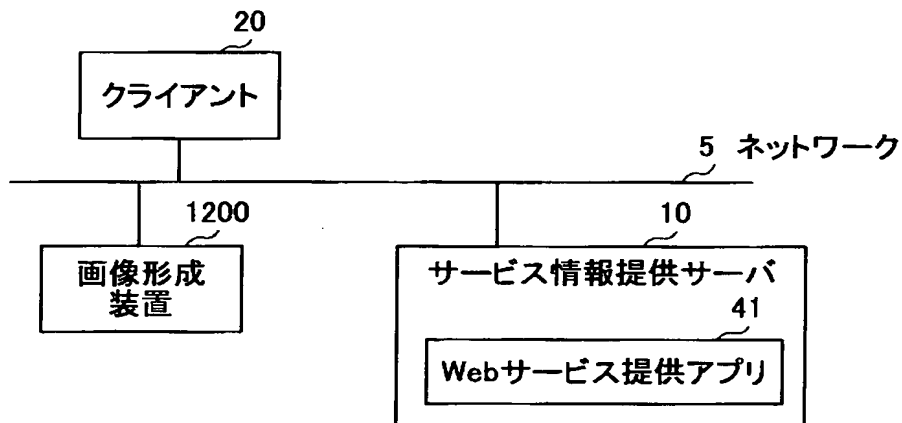 20
クライアント
5 ネットワーク
1200
画像形成
装置
10
サービス情報提供サーバ
41
Webサービス提供アプリ